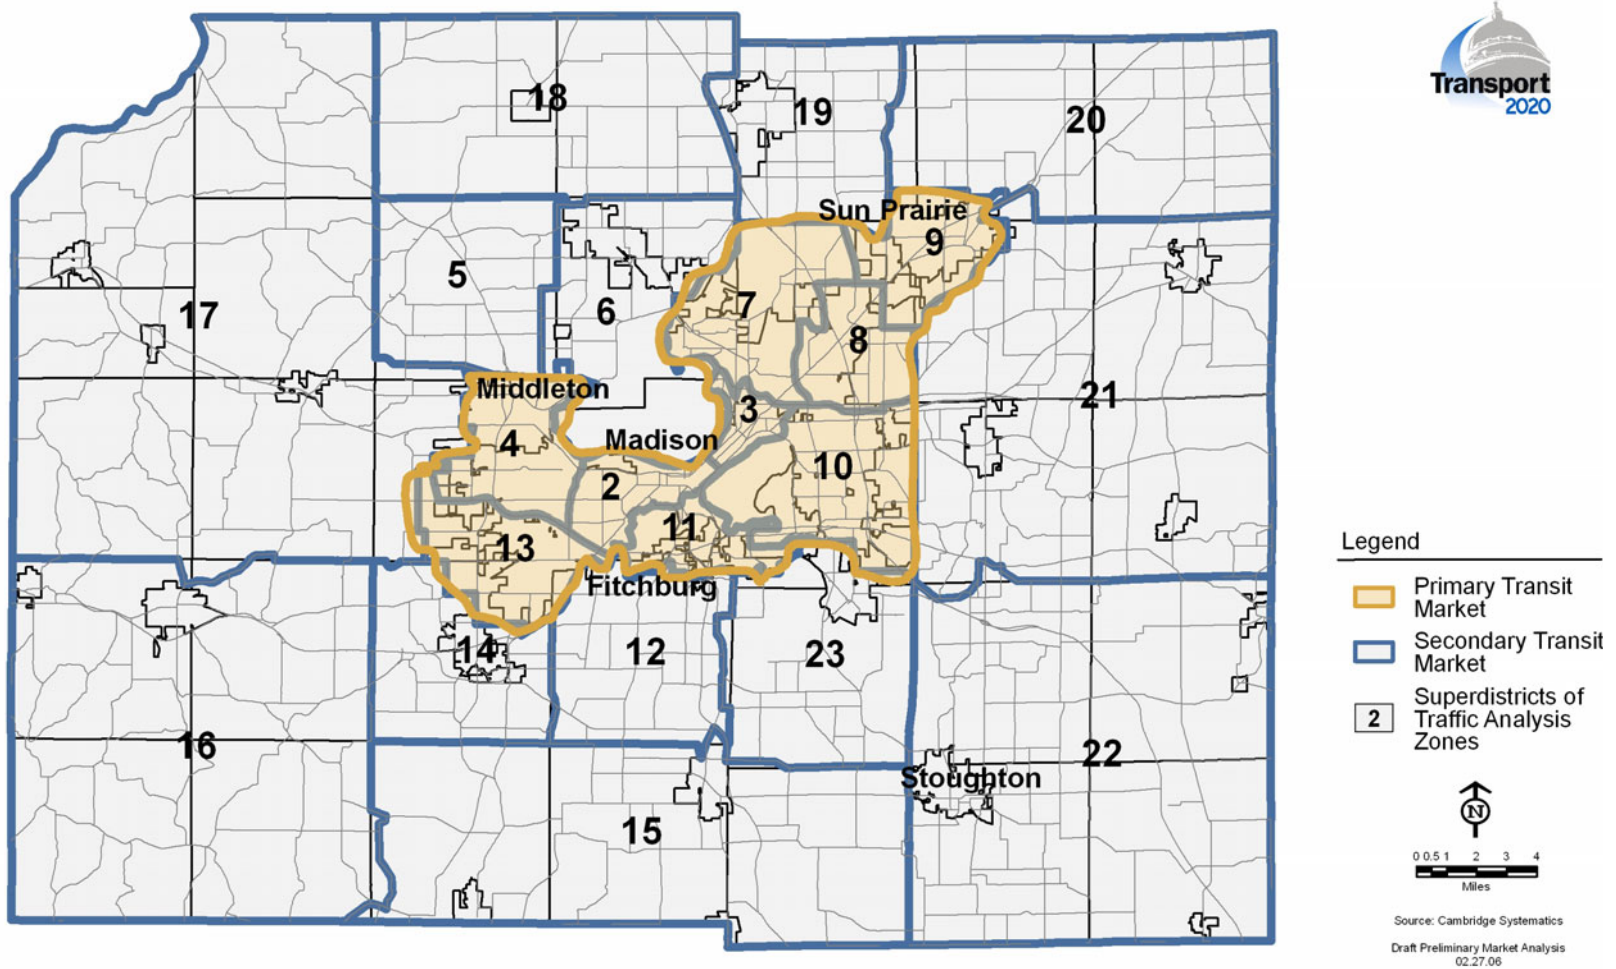 Transport
2020
18
19
20
Sun Prairie
9
5
6
7
17
8
Middleton
21
3
Madison
4
10
2
11
13
Fitchburg
14
12
23
16
22
Stoughton
15
Legend
Primary Transit
Market
Secondary Transit
Market
2
Superdistricts of
Traffic Analysis
Zones
N
0 0.5 1 2 3 4
Miles
Source: Cambridge Systematics
Draft Preliminary Market Analysis
02.27.06